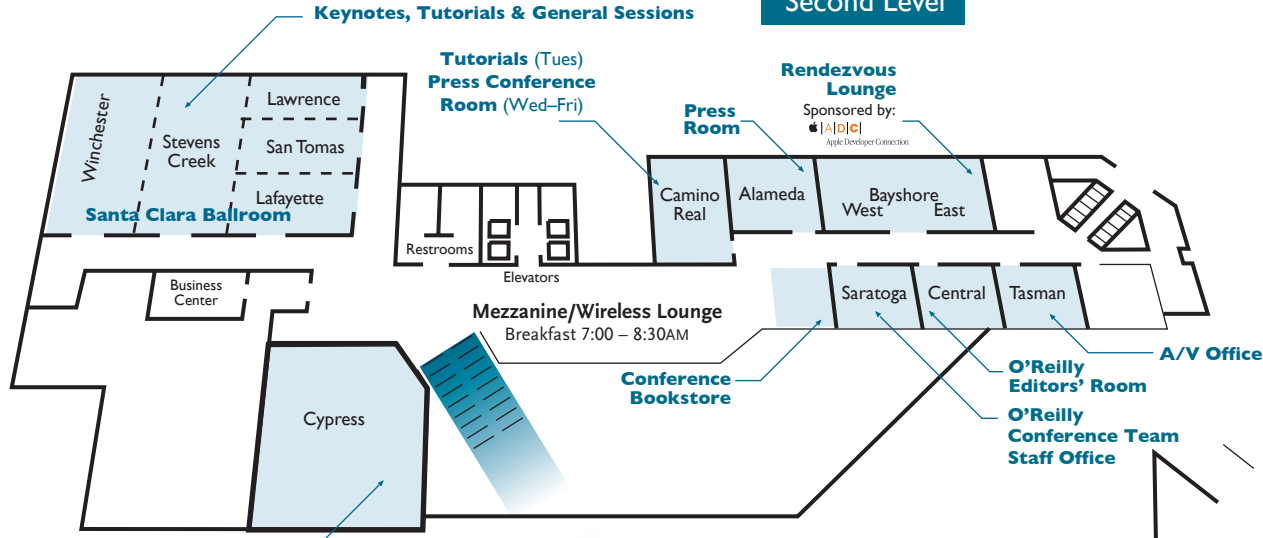 Keynotes, Tutorials & General Sessions
Second Level
Tutorials (Tues)
Press Conference
Room (Wed–Fri)
Rendezvous
Lounge
Sponsored by:
|A|D|C|
Apple Developer Connection
Press
Room
Winchester
Stevens
Creek
Lawrence
San Tomas
Lafayette
Santa Clara Ballroom
Camino
Real
Alameda
Bayshore
West
East
Restrooms
Elevators
Business
Center
Mezzanine/Wireless Lounge
Breakfast 7:00 – 8:30AM
Saratoga
Central
Tasman
Conference
Bookstore
A/V Office
O'Reilly
Editors' Room
O'Reilly
Conference Team
Staff Office
Cypress